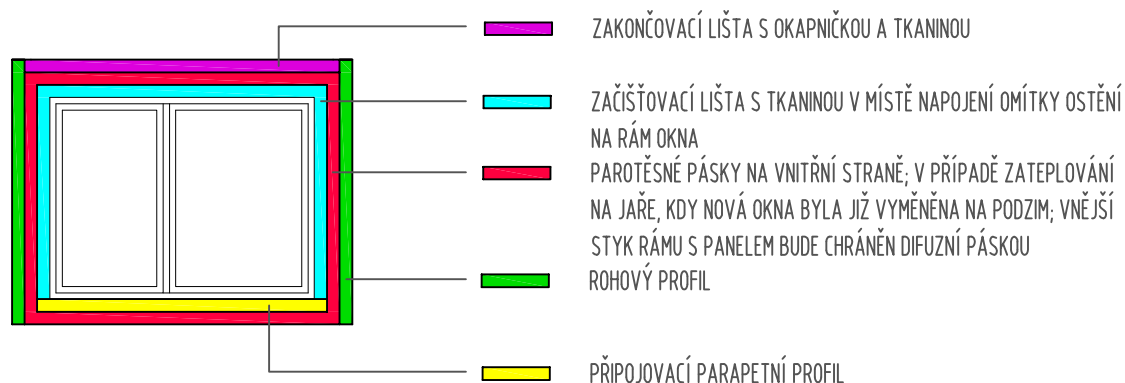 ZAKONČOVACÍ LIŠTA S OKAPNIČKOU A TKANINOU
ZAČIŠŤOVACÍ LIŠTA S TKANINOU V MÍSTĚ NAPOJENÍ OMÍTKY OSTĚNÍ
NA RÁM OKNA
PAROTĚSNÉ PÁSKY NA VNITŘNÍ STRANĚ; V PŘÍPADĚ ZATEPLOVÁNÍ
NA JAŘE, KDY NOVÁ OKNA BYLA JIŽ VYMĚNĚNA NA PODZIM; VNĚJŠÍ
STYK RÁMU S PANELEM BUDE CHRÁNĚN DIFUZNÍ PÁSKOU
ROHOVÝ PROFIL
PŘIPOJOVACÍ PARAPETNÍ PROFIL